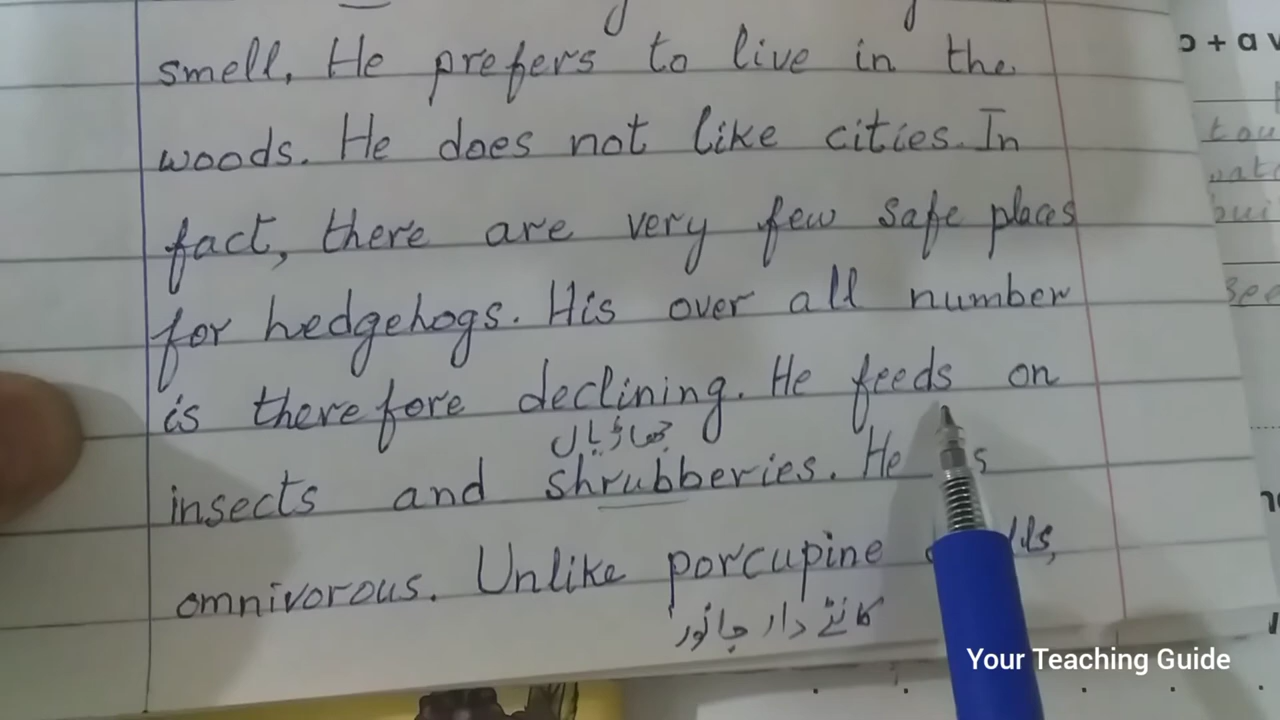 smell. He prefers to live in the
woods. He does not like cities. In
fact, there are very few safe places
for hedgehogs. His over all number
is therefore declining. He feeds on
جھاڑیاں
insects and shrubberies. He
omnivorous. Unlike porcupine
کانٹے دار جانور
Your Teaching Guide